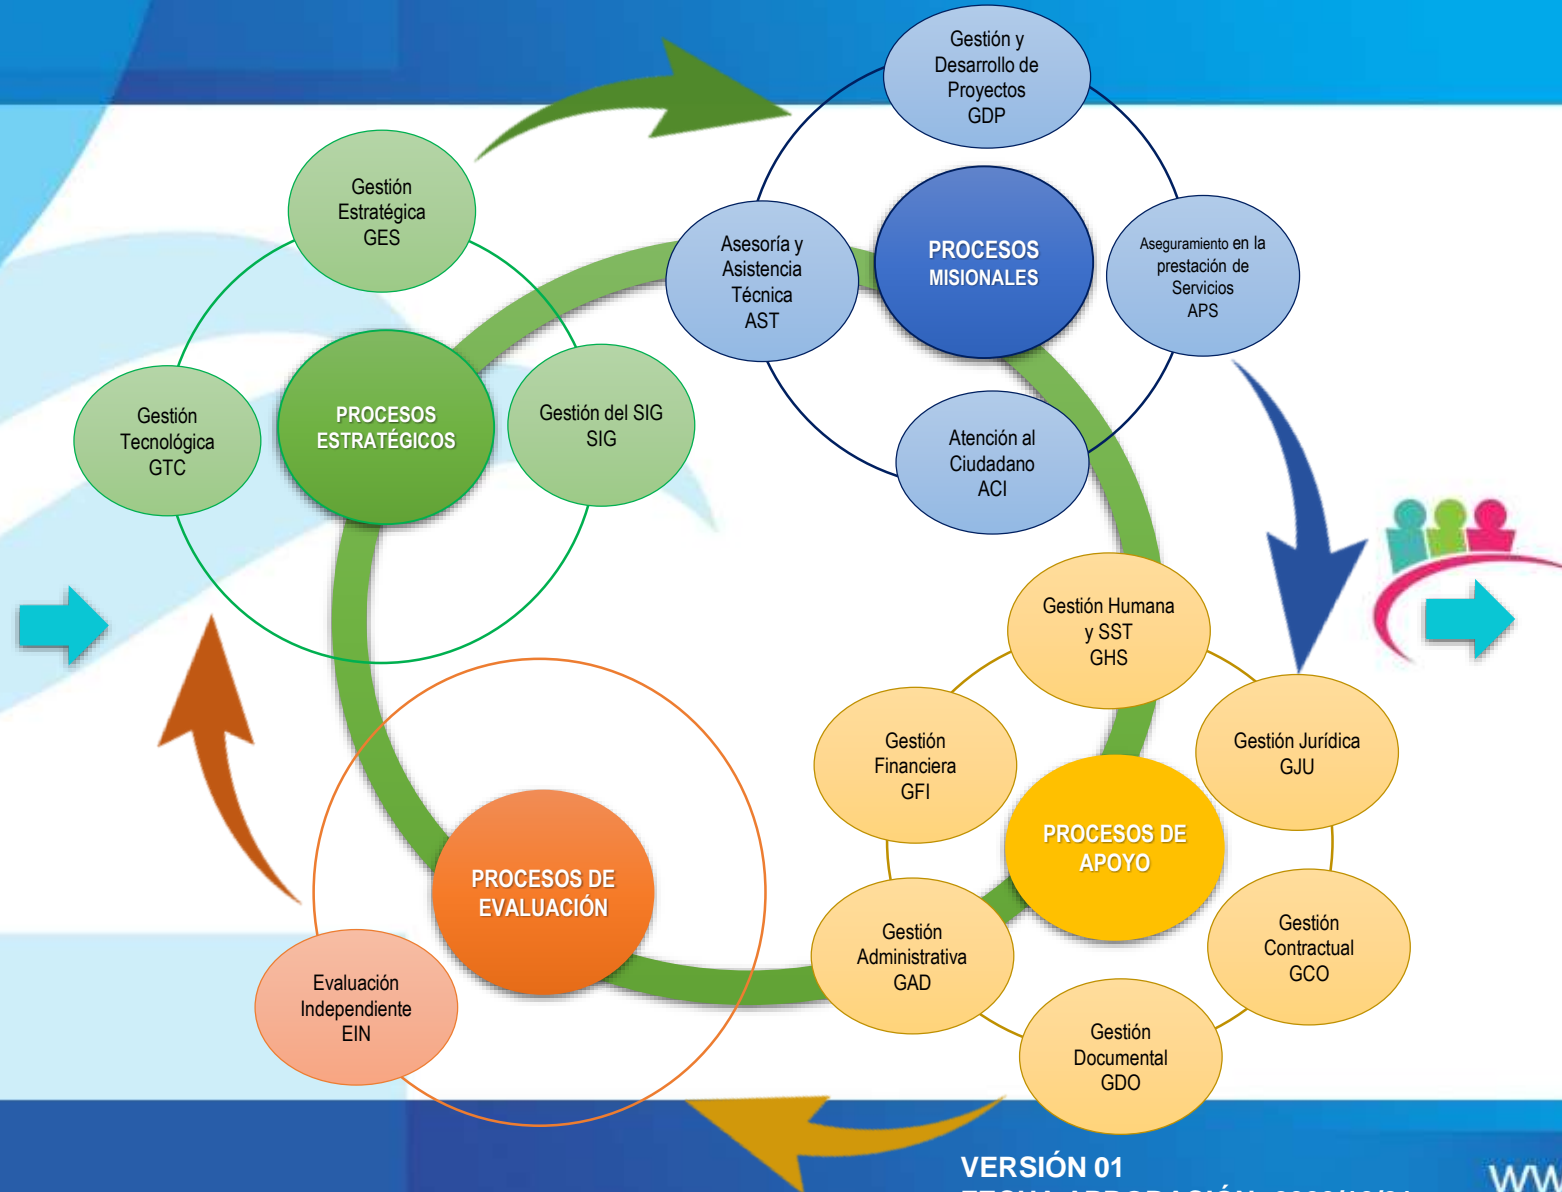 Gestión y
Desarrollo de
Proyectos
GDP
Gestión
Estratégica
GES
PROCESOS
MISIONALES
Asesoría y
Asistencia
Técnica
AST
Aseguramiento en la
prestación de
Servicios
APS
PROCESOS
ESTRATÉGICOS
Gestión
Tecnológica
GTC
Gestión del SIG
SIG
Atención al
Ciudadano
ACI
Gestión Humana
y SST
GHS
Gestión
Financiera
GFI
Gestión Jurídica
GJU
PROCESOS DE
APOYO
PROCESOS DE
EVALUACIÓN
Gestión
Administrativa
GAD
Gestión
Contractual
GCO
Evaluación
Independiente
EIN
Gestión
Documental
GDO
VERSIÓN 01